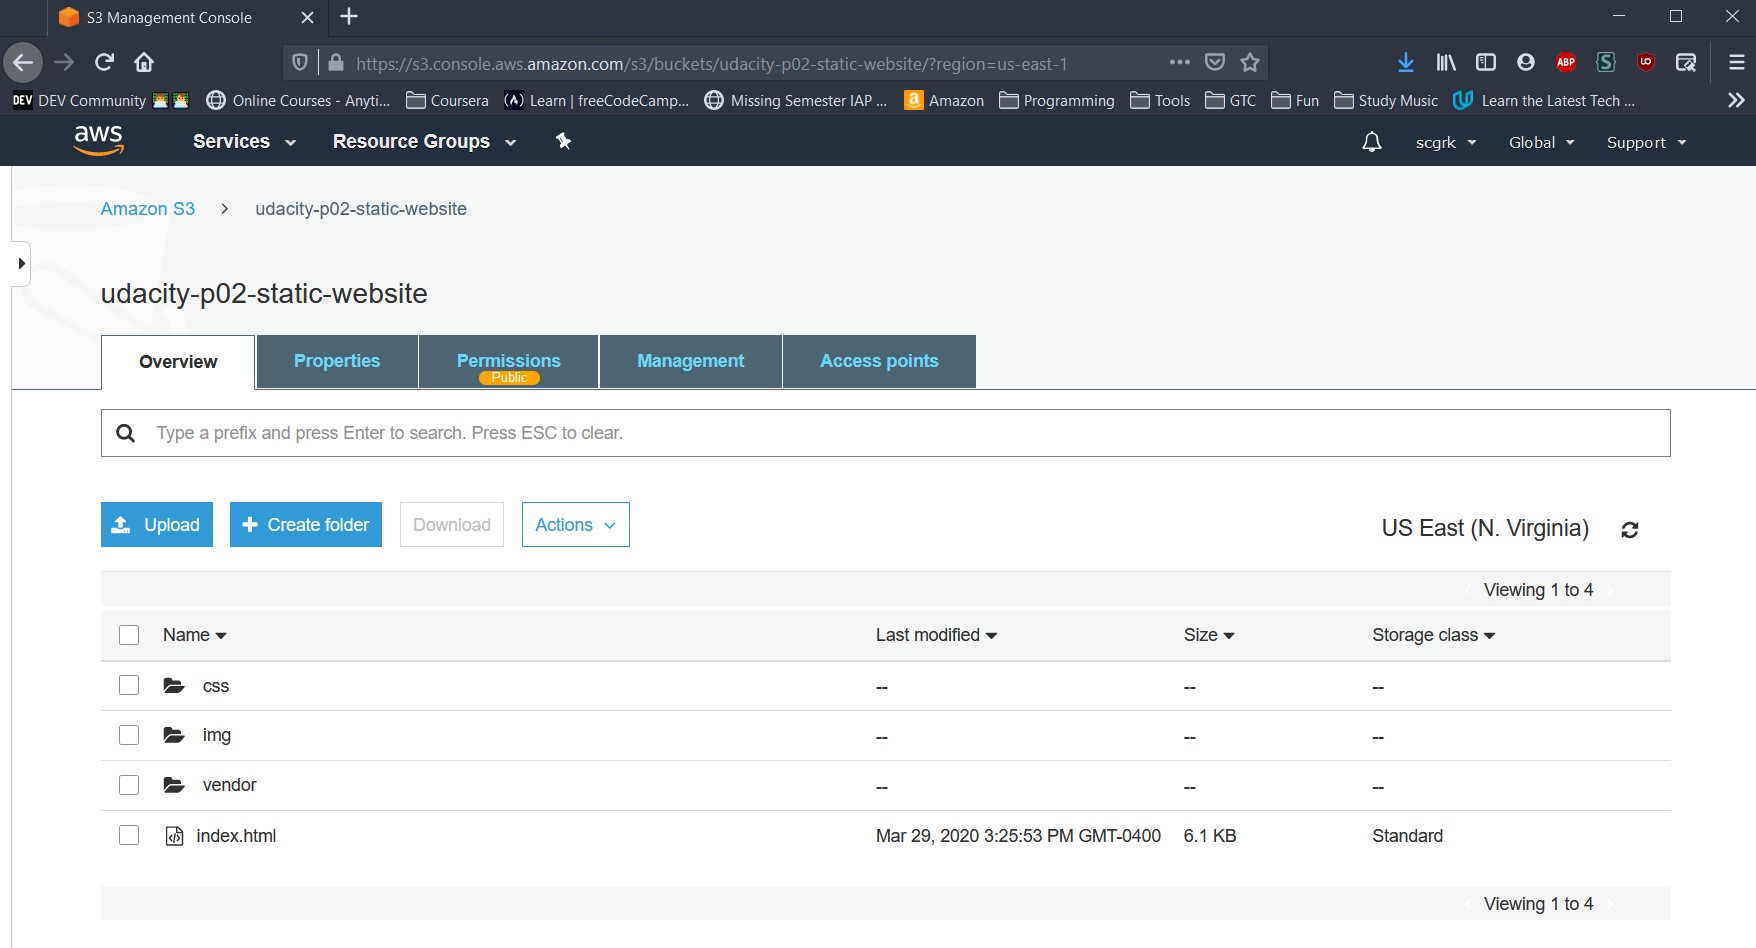 S3 Management Console
https://s3.console.aws.amazon.com/s3/buckets/udacity-p02-static-website/?region=us-east-1
ABP S UO
DEV DEV Community Online Courses - Anyti... Coursera Learn | freeCodeCamp... Missing Semester IAP ... a Amazon Programming Tools GTC Fun Study Music Learn the Latest Tech ...
aws Services Resource Groups scgrk Global Support
Amazon S3 > udacity-p02-static-website
udacity-p02-static-website
Overview Properties Permissions Management Access points
Public
Type a prefix and press Enter to search. Press ESC to clear.
Upload Create folder Download Actions US East (N. Virginia)
Viewing 1 to 4
Name Last modified Size Storage class
css -- -- --
img -- -- --
vendor -- -- --
index.html Mar 29, 2020 3:25:53 PM GMT-0400 6.1 KB Standard
Viewing 1 to 4